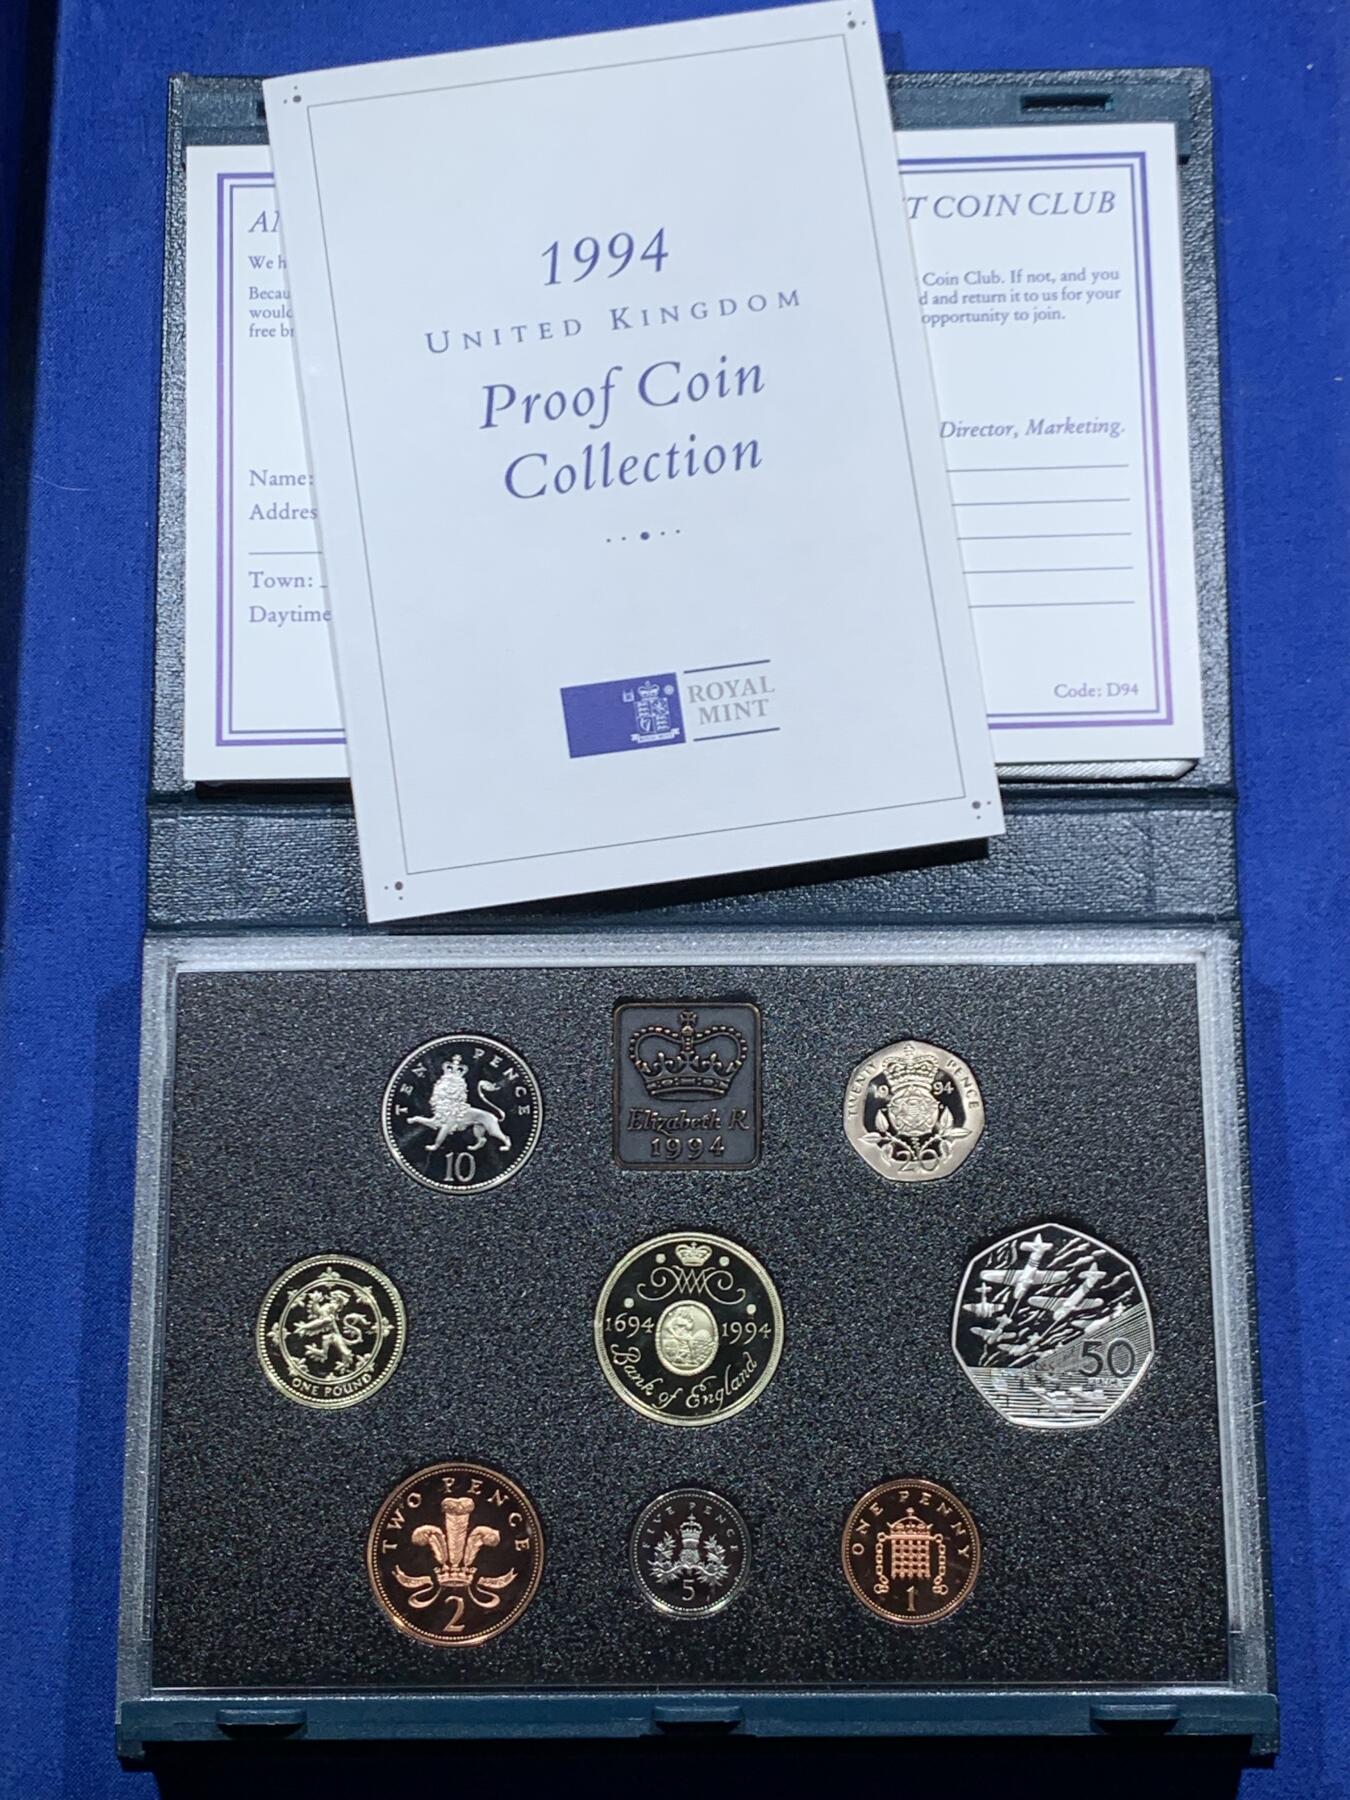 1994
UNITED KINGDOM
Proof Coin
Collection
ROYAL
MINT
T COIN CLUB
We h
Becau
would
free br
Coin Club. If not, and you
d and return it to us for your
opportunity to join.
Director, Marketing.
Name:
Addres
Town:
Daytime
Code: D94
TEN PENCE
10
Elizabeth R
1994
TWENTY PENCE
1994
20
ONE POUND
1694 1994
Bank of England
50
PENCE
TWO PENCE
2
FIVE PENCE
5
ONE PENNY
1